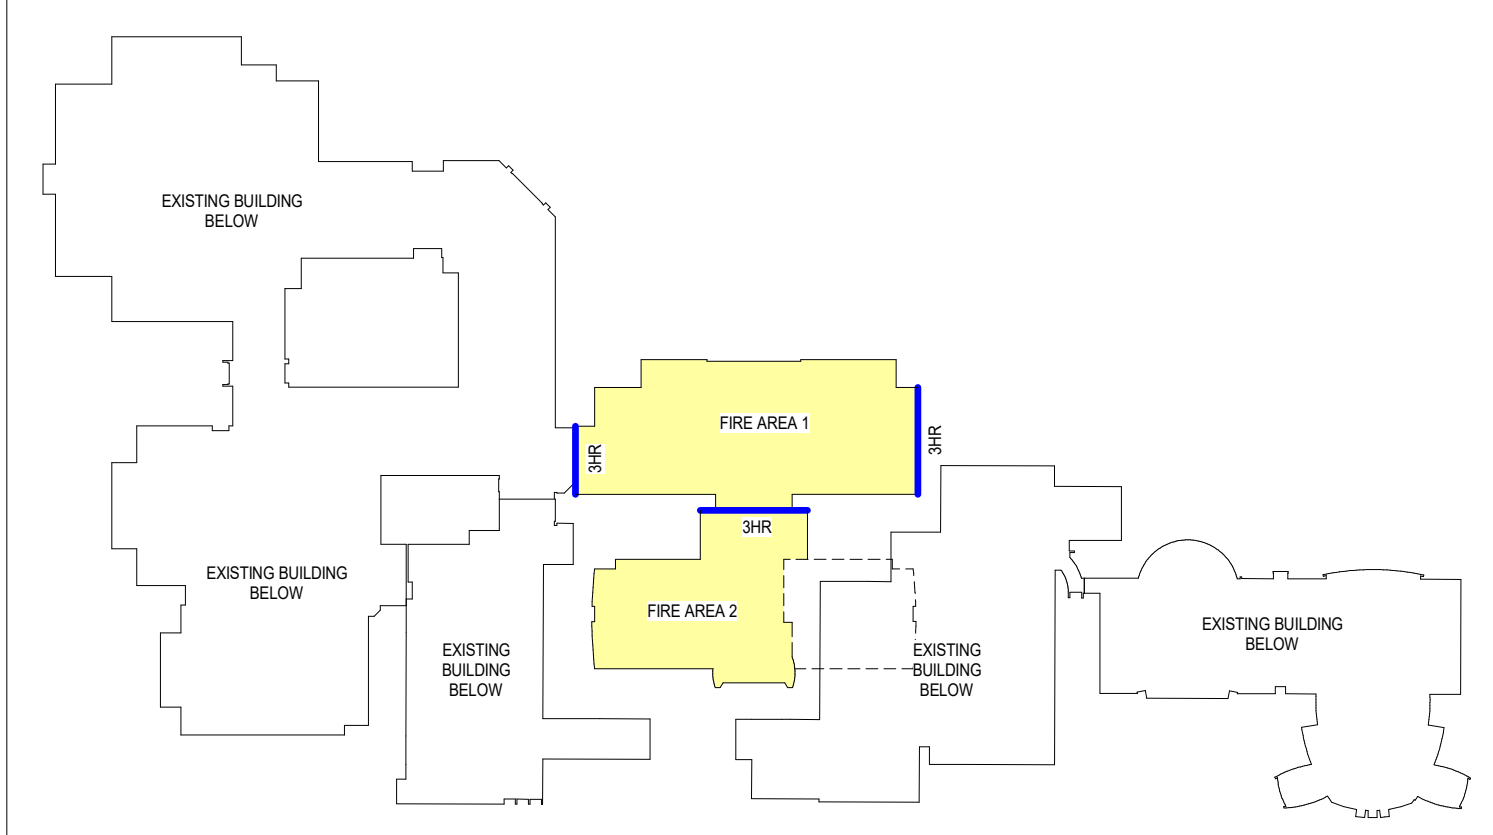 EXISTING BUILDING
BELOW
FIRE AREA 1
3HR
3HR
3HR
EXISTING BUILDING
BELOW
FIRE AREA 2
EXISTING BUILDING
BELOW
EXISTING
BUILDING
BELOW
EXISTING
BUILDING
BELOW